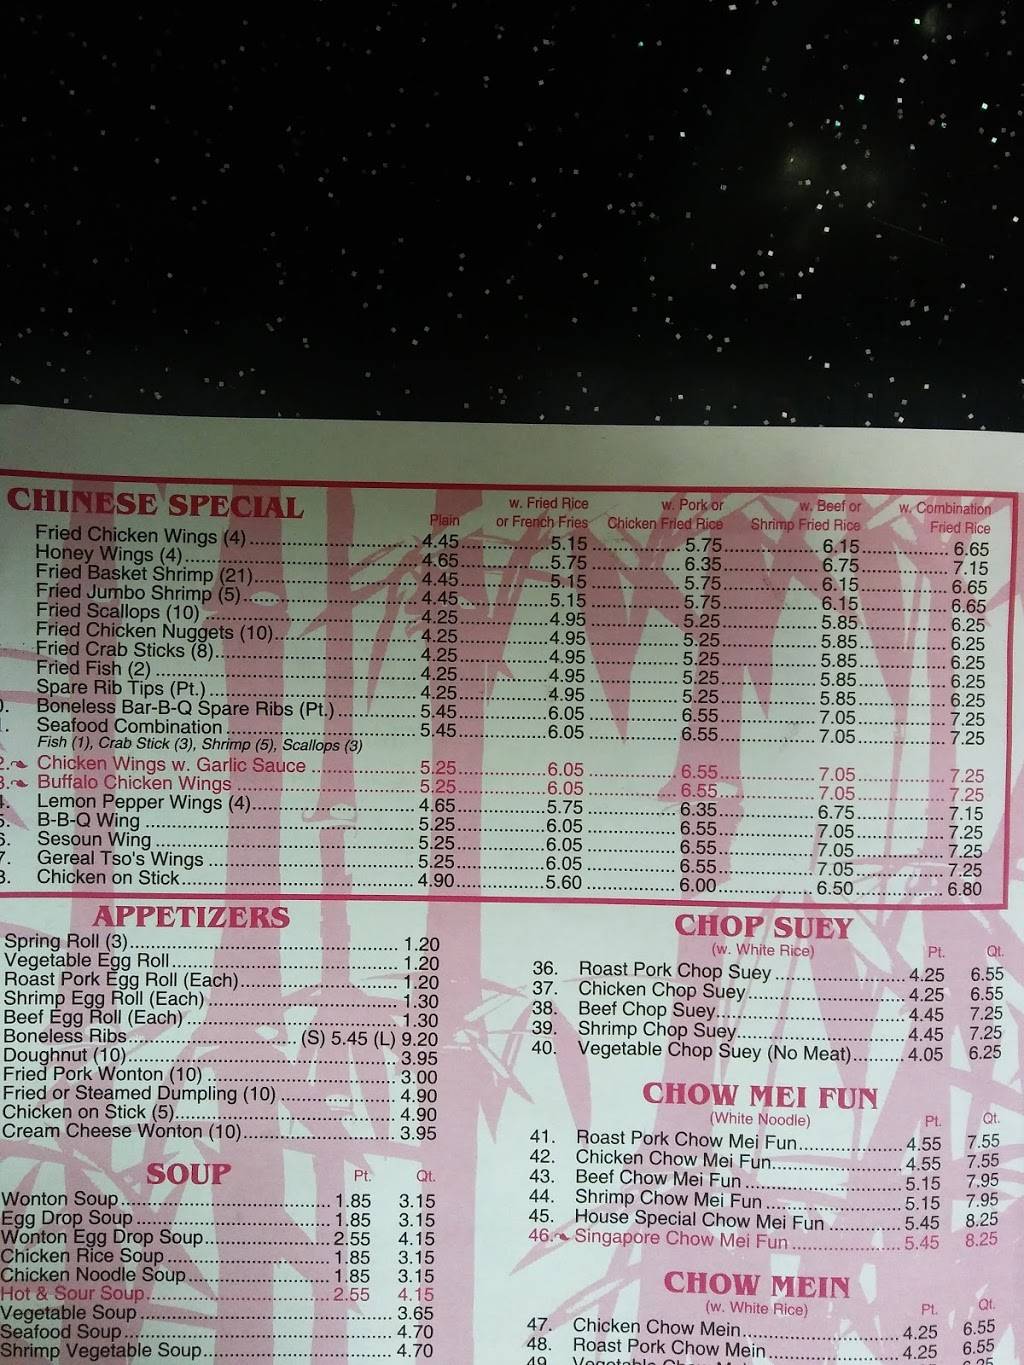 CHINESE SPECIAL
Plain
w. Fried Rice or French Fries
w. Pork or Chicken Fried Rice
w. Beef or Shrimp Fried Rice
w. Combination Fried Rice
Fried Chicken Wings (4) 4.45 5.15 5.75 6.15 6.65
Honey Wings (4) 4.65 5.75 6.35 6.75 7.15
Fried Basket Shrimp (21) 4.45 5.15 5.75 6.15 6.65
Fried Jumbo Shrimp (5) 4.45 5.15 5.75 6.15 6.65
Fried Scallops (10) 4.25 4.95 5.25 5.85 6.25
Fried Chicken Nuggets (10) 4.25 4.95 5.25 5.85 6.25
Fried Crab Sticks (8) 4.25 4.95 5.25 5.85 6.25
Fried Fish (2) 4.25 4.95 5.25 5.85 6.25
Spare Rib Tips (Pt.) 4.25 4.95 5.25 5.85 6.25
0. Boneless Bar-B-Q Spare Ribs (Pt.) 5.45 6.05 6.55 7.05 7.25
1. Seafood Combination 5.45 6.05 6.55 7.05 7.25
Fish (1), Crab Stick (3), Shrimp (5), Scallops (3)
2. Chicken Wings w. Garlic Sauce 5.25 6.05 6.55 7.05 7.25
3. Buffalo Chicken Wings 5.25 6.05 6.55 7.05 7.25
4. Lemon Pepper Wings (4) 4.65 5.75 6.35 6.75 7.15
5. B-B-Q Wing 5.25 6.05 6.55 7.05 7.25
6. Sesoun Wing 5.25 6.05 6.55 7.05 7.25
7. Gereal Tso's Wings 5.25 6.05 6.55 7.05 7.25
8. Chicken on Stick 4.90 5.60 6.00 6.50 6.80
APPETIZERS
Spring Roll (3) 1.20
Vegetable Egg Roll 1.20
Roast Pork Egg Roll (Each) 1.20
Shrimp Egg Roll (Each) 1.30
Beef Egg Roll (Each) 1.30
Boneless Ribs (S) 5.45 (L) 9.20
Doughnut (10) 3.95
Fried Pork Wonton (10) 3.00
Fried or Steamed Dumpling (10) 4.90
Chicken on Stick (5) 4.90
Cream Cheese Wonton (10) 3.95
SOUP Pt. Qt.
Wonton Soup 1.85 3.15
Egg Drop Soup 1.85 3.15
Wonton Egg Drop Soup 2.55 4.15
Chicken Rice Soup 1.85 3.15
Chicken Noodle Soup 1.85 3.15
Hot & Sour Soup 2.55 4.15
Vegetable Soup 3.65
Seafood Soup 4.70
Shrimp Vegetable Soup 4.70
CHOP SUEY
(w. White Rice) Pt. Qt.
36. Roast Pork Chop Suey 4.25 6.55
37. Chicken Chop Suey 4.25 6.55
38. Beef Chop Suey 4.45 7.25
39. Shrimp Chop Suey 4.45 7.25
40. Vegetable Chop Suey (No Meat) 4.05 6.25
CHOW MEI FUN
(White Noodle) Pt. Qt.
41. Roast Pork Chow Mei Fun 4.55 7.55
42. Chicken Chow Mei Fun 4.55 7.55
43. Beef Chow Mei Fun 5.15 7.95
44. Shrimp Chow Mei Fun 5.15 7.95
45. House Special Chow Mei Fun 5.45 8.25
46. Singapore Chow Mei Fun 5.45 8.25
CHOW MEIN
(w. White Rice) Pt. Qt.
47. Chicken Chow Mein 4.25 6.55
48. Roast Pork Chow Mein 4.25 6.55
49. Vegetable Chow